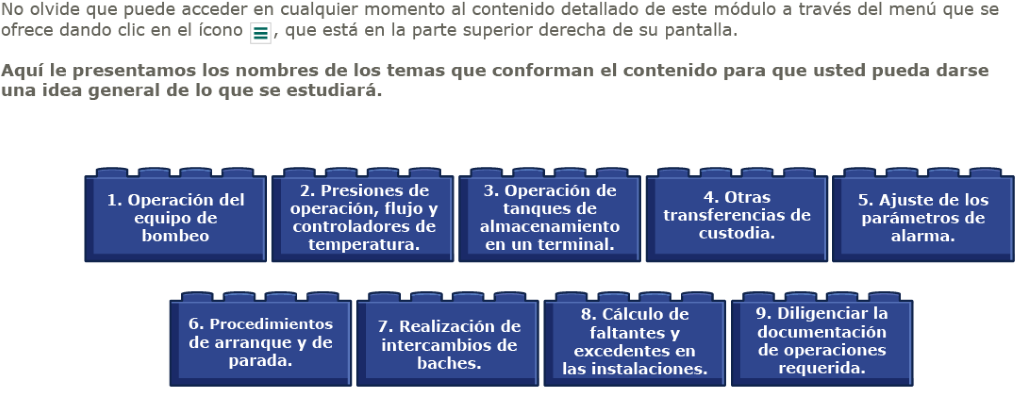 No olvide que puede acceder en cualquier momento al contenido detallado de este módulo a través del menú que se
ofrece dando clic en el ícono , que está en la parte superior derecha de su pantalla.
Aquí le presentamos los nombres de los temas que conforman el contenido para que usted pueda darse
una idea general de lo que se estudiará.
1. Operación del
equipo de
bombeo
2. Presiones de
operación, flujo y
controladores de
temperatura.
3. Operación de
tanques de
almacenamiento
en un terminal.
4. Otras
transferencias de
custodia.
5. Ajuste de los
parámetros de
alarma.
6. Procedimientos
de arranque y de
parada.
7. Realización de
intercambios de
baches.
8. Cálculo de
faltantes y
excedentes en
las instalaciones.
9. Diligenciar la
documentación
de operaciones
requerida.